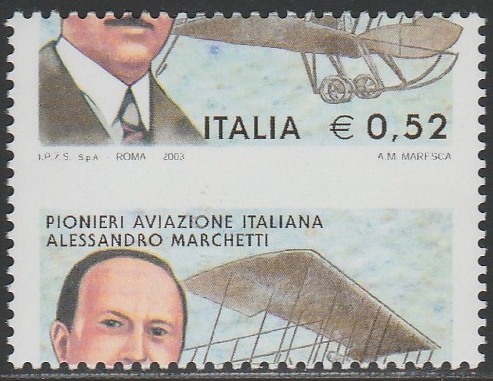 ITALIA € 0,52
I.P.Z.S. S.p.A. - ROMA - 2003 A.M. MARESCA
PIONIERI AVIAZIONE ITALIANA
ALESSANDRO MARCHETTI